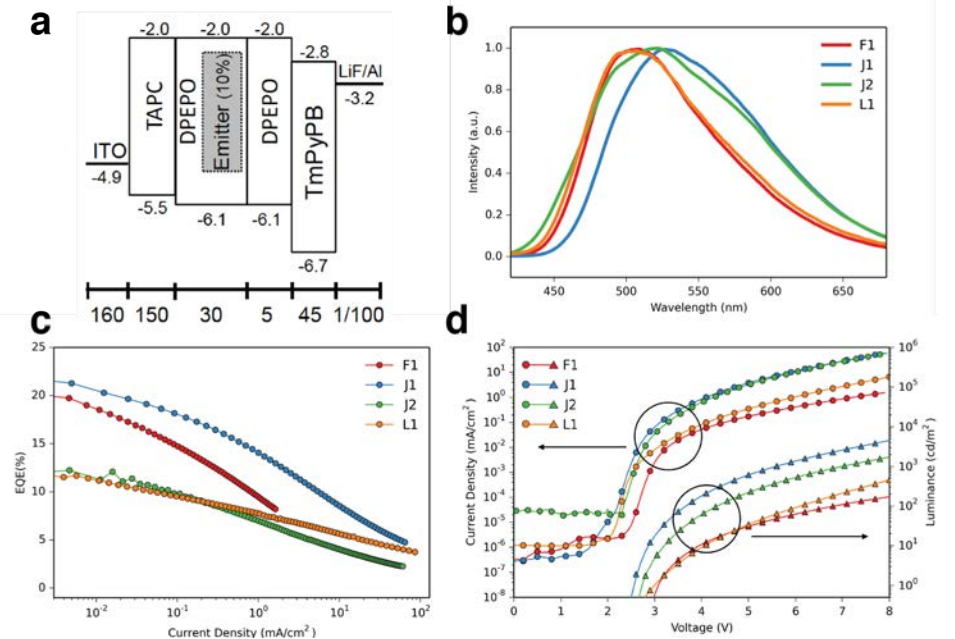 a
-2.0 -2.0 -2.0
-2.8
LiF/Al
-3.2
TAPC
DPEPO
Emitter (10%)
DPEPO
TmPyPB
ITO
-4.9
-5.5
-6.1 -6.1
-6.7
160 150 30 5 45 1/100
b
1.0
0.8
0.6
0.4
0.2
0.0
Intensity (a.u.)
F1
J1
J2
L1
450 500 550 600 650
Wavelength (nm)
c
25
20
15
10
5
0
EQE(%)
F1
J1
J2
L1
10-2 10-1 100 101 102
Current Density (mA/cm2)
d
102
101
100
10-1
10-2
10-3
10-4
10-5
10-6
10-7
10-8
Current Density (mA/cm2)
F1
J1
J2
L1
106
105
104
103
102
101
100
Luminance (cd/m2)
0 1 2 3 4 5 6 7 8
Voltage (V)